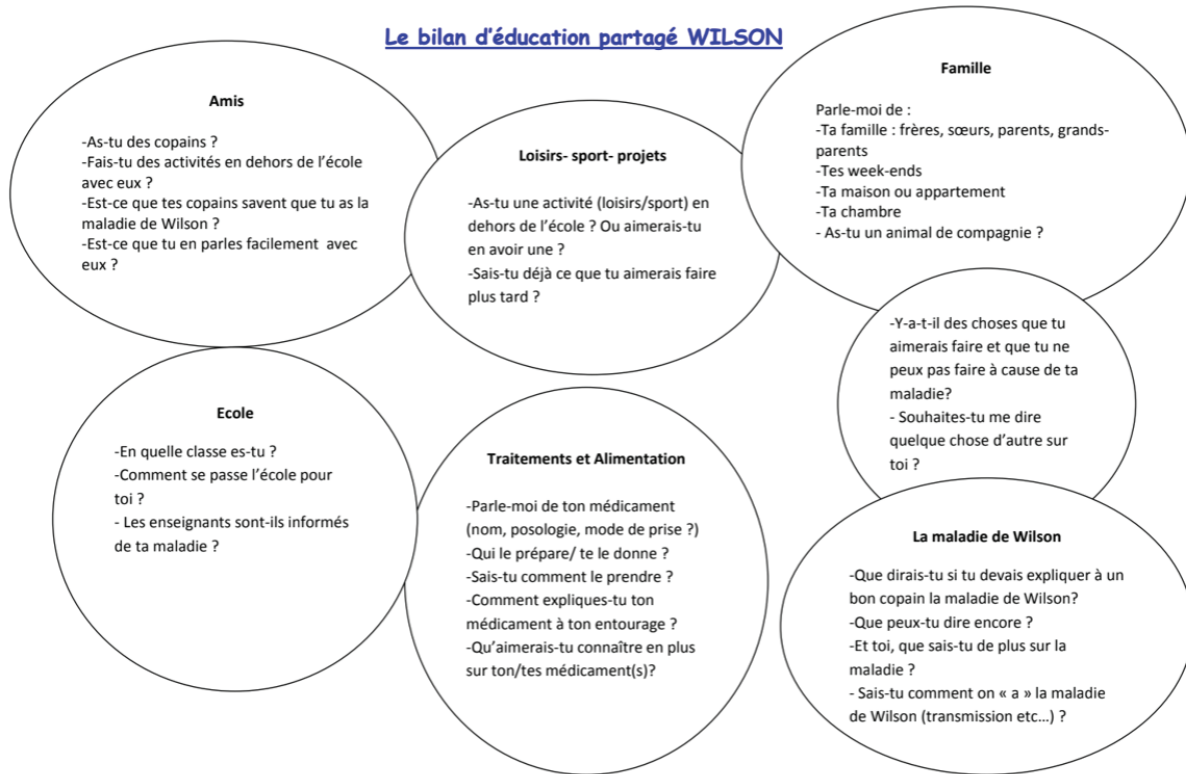 Le bilan d'éducation partagé WILSON
Amis
-As-tu des copains ?
-Fais-tu des activités en dehors de l'école
avec eux ?
-Est-ce que tes copains savent que tu as la
maladie de Wilson ?
-Est-ce que tu en parles facilement avec
eux ?
Loisirs- sport- projets
-As-tu une activité (loisirs/sport) en
dehors de l'école ? Ou aimerais-tu
en avoir une ?
-Sais-tu déjà ce que tu aimerais faire
plus tard ?
Famille
Parle-moi de :
-Ta famille : frères, sœurs, parents, grands-
parents
-Tes week-ends
-Ta maison ou appartement
-Ta chambre
- As-tu un animal de compagnie ?
-Y-a-t-il des choses que tu
aimerais faire et que tu ne
peux pas faire à cause de ta
maladie?
- Souhaites-tu me dire
quelque chose d'autre sur
toi ?
Ecole
-En quelle classe es-tu ?
-Comment se passe l'école pour
toi ?
- Les enseignants sont-ils informés
de ta maladie ?
Traitements et Alimentation
-Parle-moi de ton médicament
(nom, posologie, mode de prise ?)
-Qui le prépare/ te le donne ?
-Sais-tu comment le prendre ?
-Comment expliques-tu ton
médicament à ton entourage ?
-Qu'aimerais-tu connaître en plus
sur ton/tes médicament(s)?
La maladie de Wilson
-Que dirais-tu si tu devais expliquer à un
bon copain la maladie de Wilson?
-Que peux-tu dire encore ?
-Et toi, que sais-tu de plus sur la
maladie ?
- Sais-tu comment on « a » la maladie
de Wilson (transmission etc…) ?